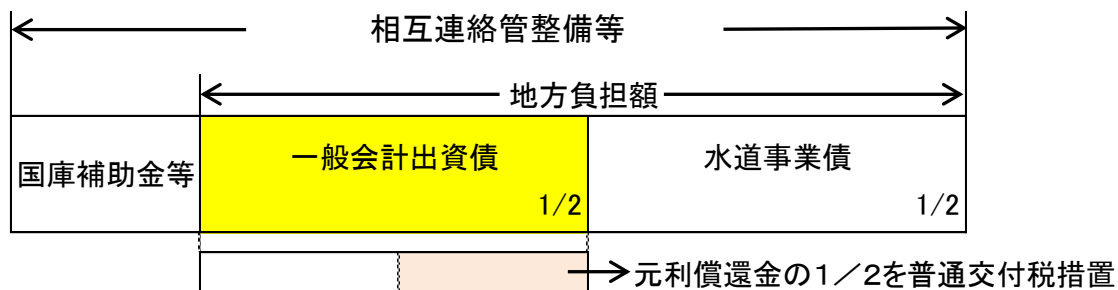 相互連絡管整備等
地方負担額
国庫補助金等
一般会計出資債
1/2
水道事業債
1/2
元利償還金の１／２を普通交付税措置